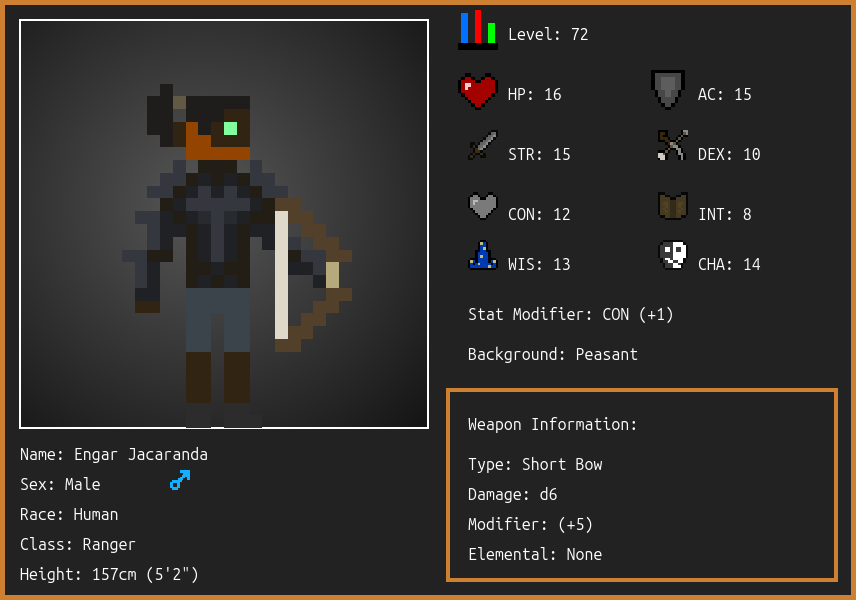 Level: 72
HP: 16
AC: 15
STR: 15
DEX: 10
CON: 12
INT: 8
WIS: 13
CHA: 14
Stat Modifier: CON (+1)
Background: Peasant
Weapon Information:
Type: Short Bow
Damage: d6
Modifier: (+5)
Elemental: None
Name: Engar Jacaranda
Sex: Male
Race: Human
Class: Ranger
Height: 157cm (5'2")